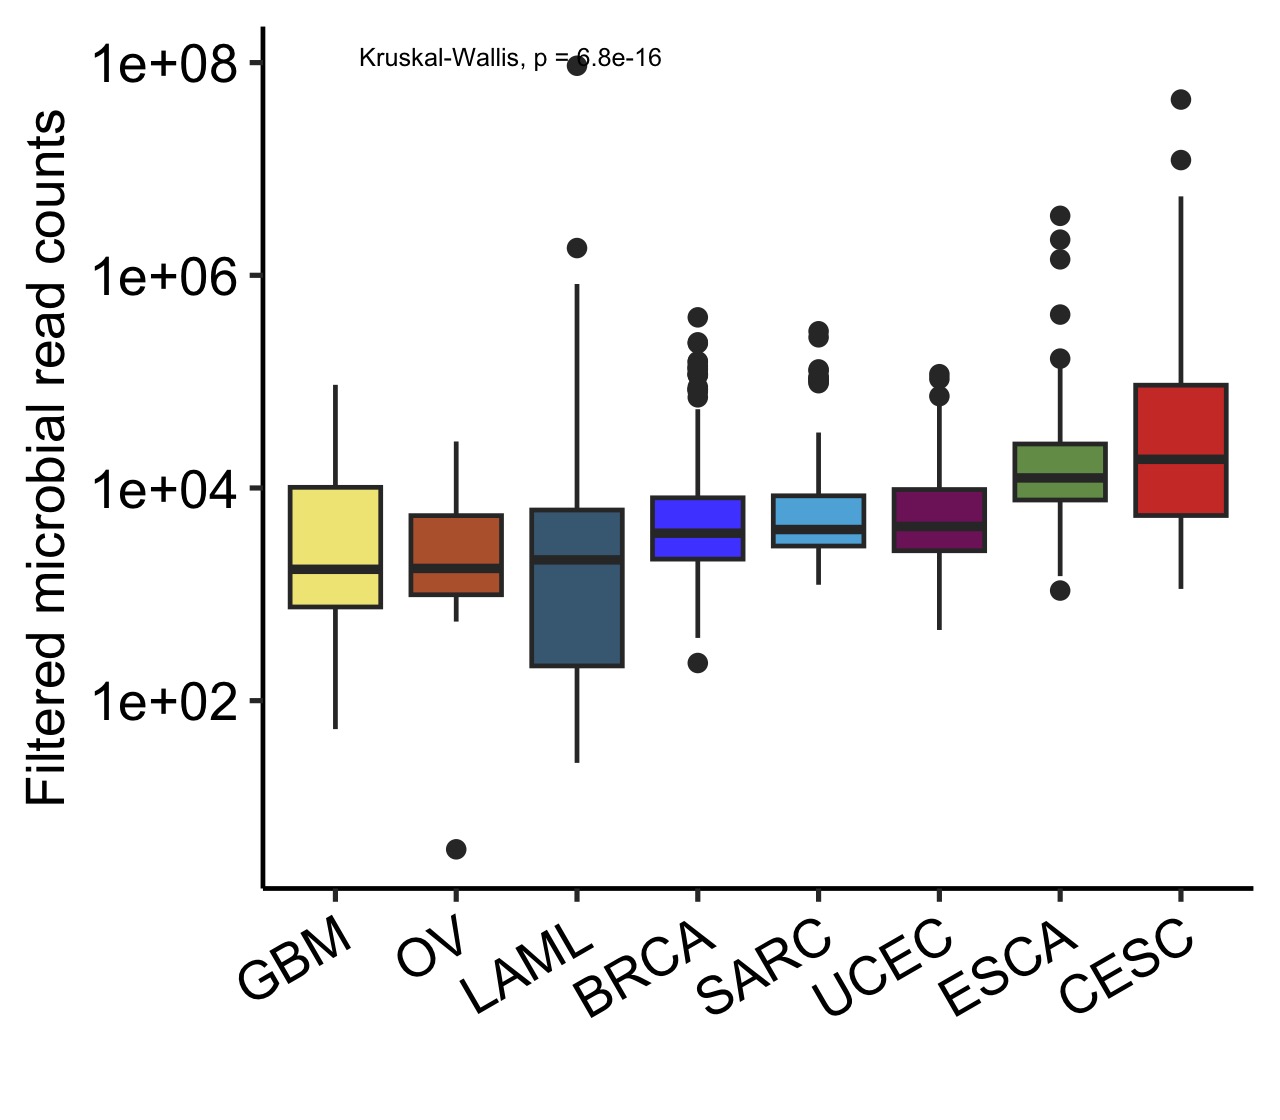 Kruskal-Wallis, p = 6.8e-16
Filtered microbial read counts
1e+08
1e+06
1e+04
1e+02
GBM
OV
LAML
BRCA
SARC
UCEC
ESCA
CESC